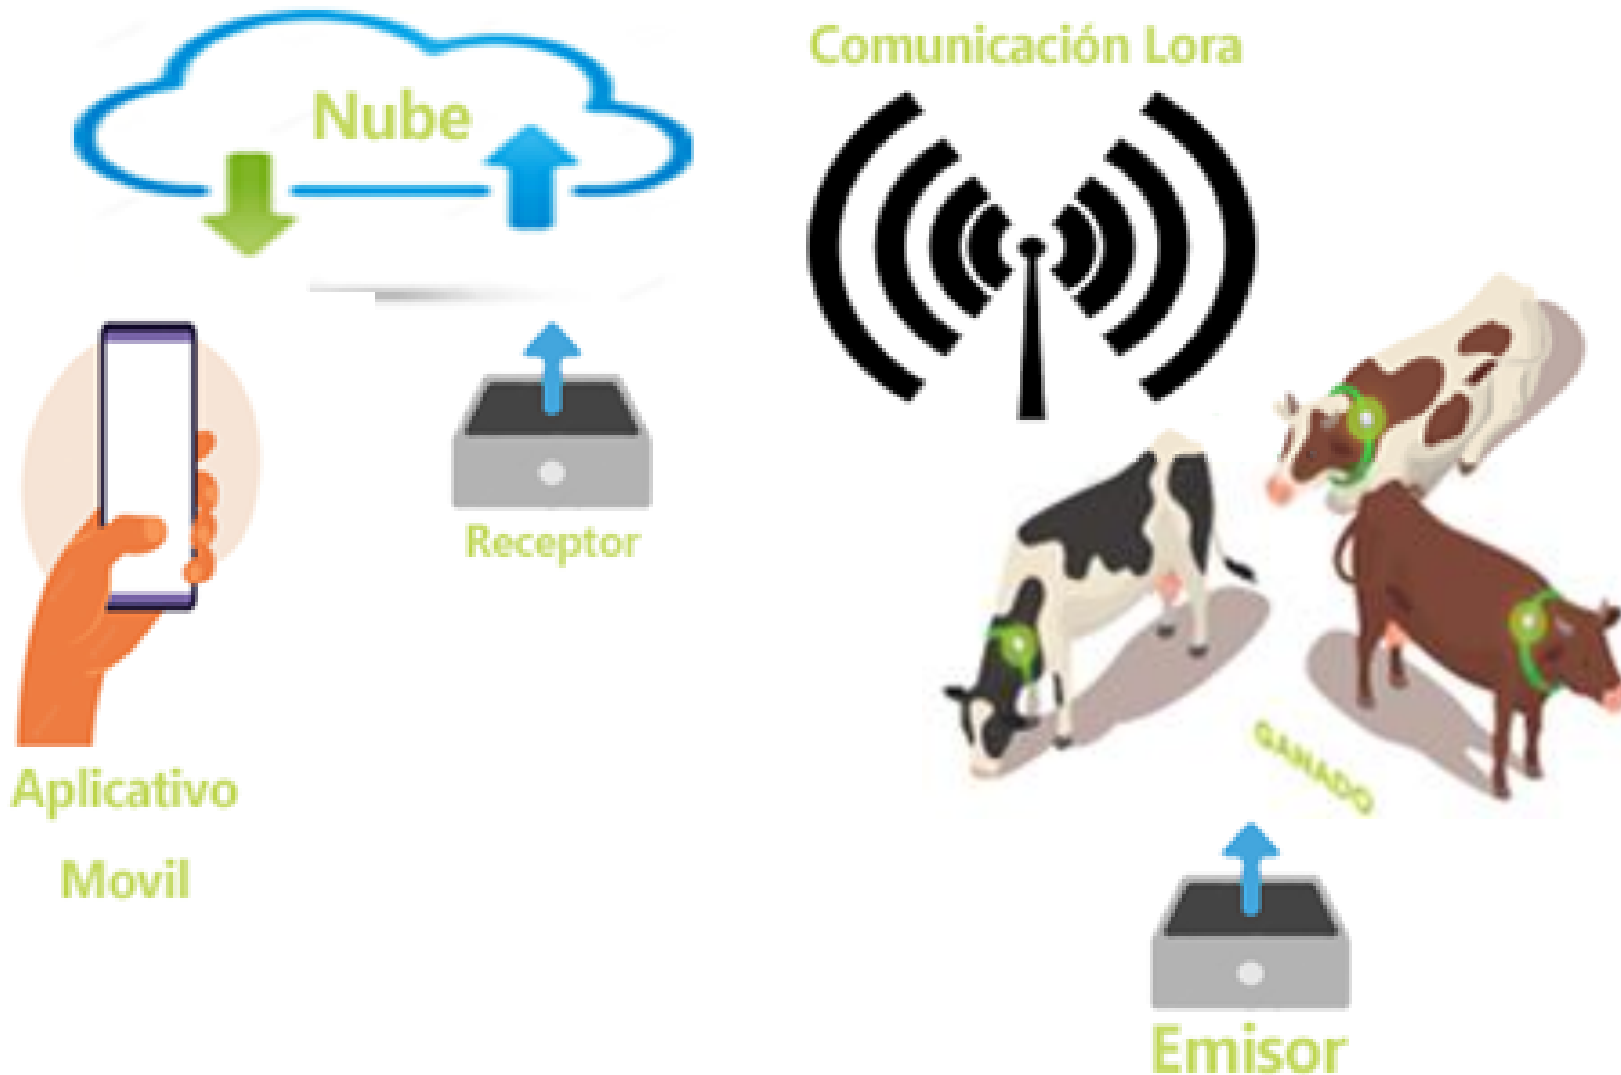 Comunicación Lora
Nube
Receptor
GANADO
Aplicativo
Movil
Emisor